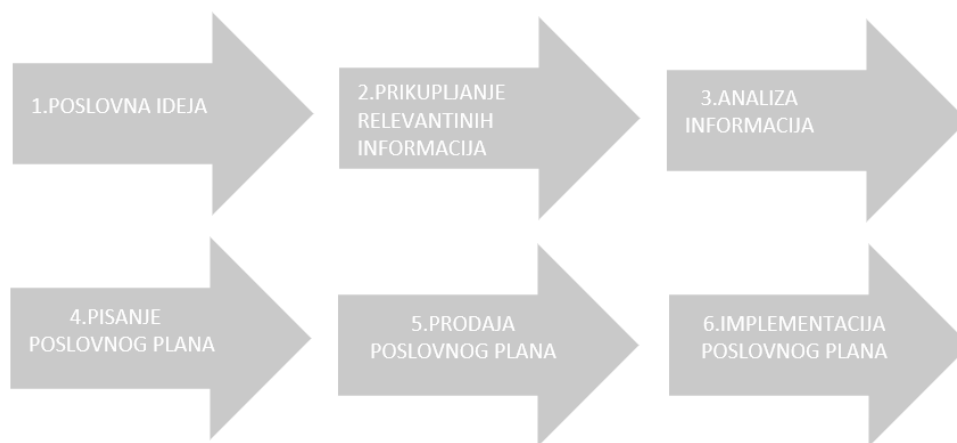 1.POSLOVNA IDEJA
2.PRIKUPLJANJE
RELEVANTINIH
INFORMACIJA
3.ANALIZA
INFORMACIJA
4.PISANJE
POSLOVNOG PLANA
5.PRODAJA
POSLOVNOG PLANA
6.IMPLEMENTACIJA
POSLOVNOG PLANA